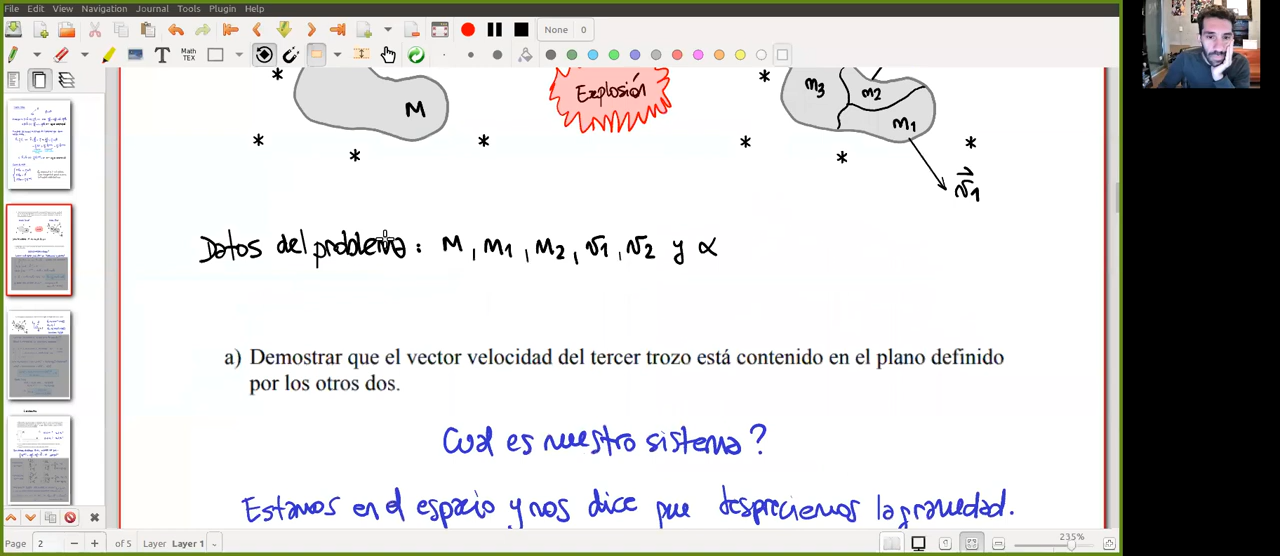 File Edit View Navigation Journal Tools Plugin Help
None 0
T Math TEX
M
Explosión
m3
m2
m1
v1
Datos del problema: M, m1, m2, v1, v2 y α
a) Demostrar que el vector velocidad del tercer trozo está contenido en el plano definido
por los otros dos.
Cual es nuestro sistema?
Estamos en el espacio y nos dice que despreciemos la gravedad.
Page 2 of 5 Layer Layer 1 235%